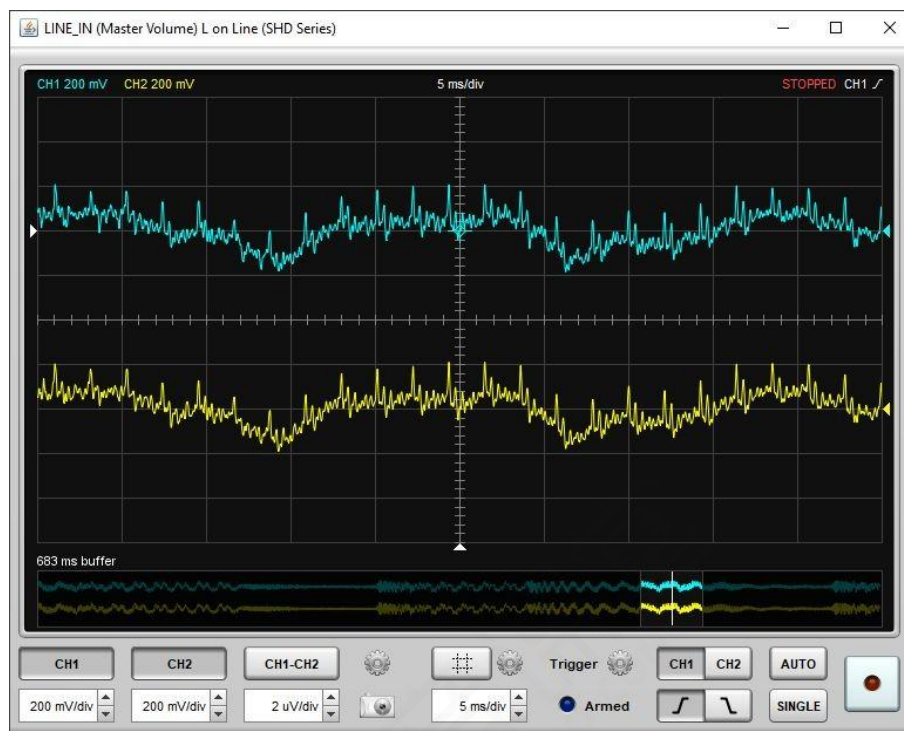 LINE_IN (Master Volume) L on Line (SHD Series)
CH1 200 mV CH2 200 mV 5 ms/div STOPPED CH1
683 ms buffer
CH1 CH2 CH1-CH2 Trigger CH1 CH2 AUTO
200 mV/div 200 mV/div 2 uV/div 5 ms/div Armed SINGLE